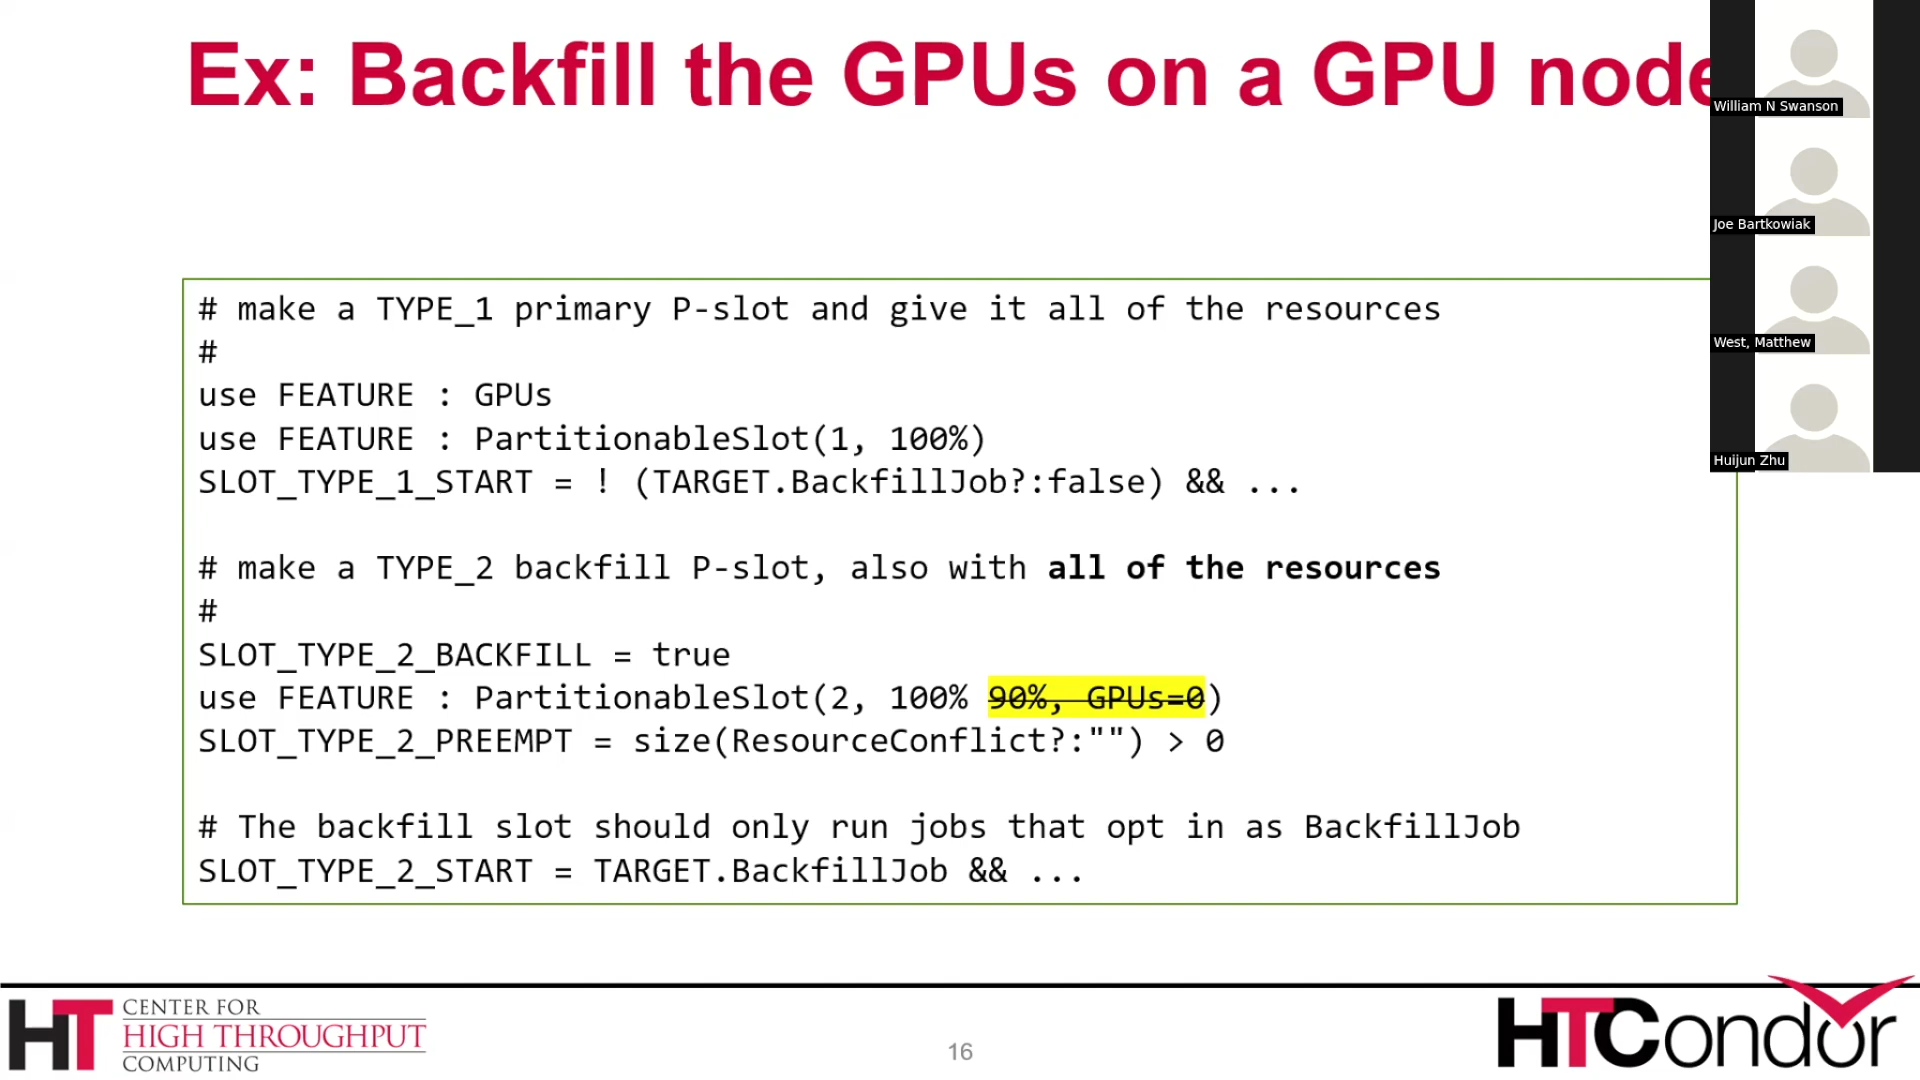 Ex: Backfill the GPUs on a GPU node
# make a TYPE_1 primary P-slot and give it all of the resources
#
use FEATURE : GPUs
use FEATURE : PartitionableSlot(1, 100%)
SLOT_TYPE_1_START = ! (TARGET.BackfillJob?:false) && ...
# make a TYPE_2 backfill P-slot, also with all of the resources
#
SLOT_TYPE_2_BACKFILL = true
use FEATURE : PartitionableSlot(2, 100% 90%, GPUs=0)
SLOT_TYPE_2_PREEMPT = size(ResourceConflict?:"") > 0
# The backfill slot should only run jobs that opt in as BackfillJob
SLOT_TYPE_2_START = TARGET.BackfillJob && ...
William N Swanson
Joe Bartkowiak
West, Matthew
Huijun Zhu
HT
CENTER FOR
HIGH THROUGHPUT
COMPUTING
16
HTCondor